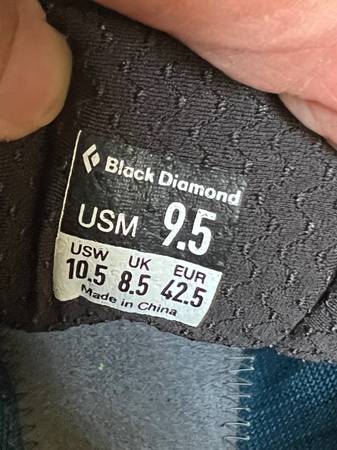 Black Diamond
USM 9.5
USW UK EUR
10.5 8.5 42.5
Made in China